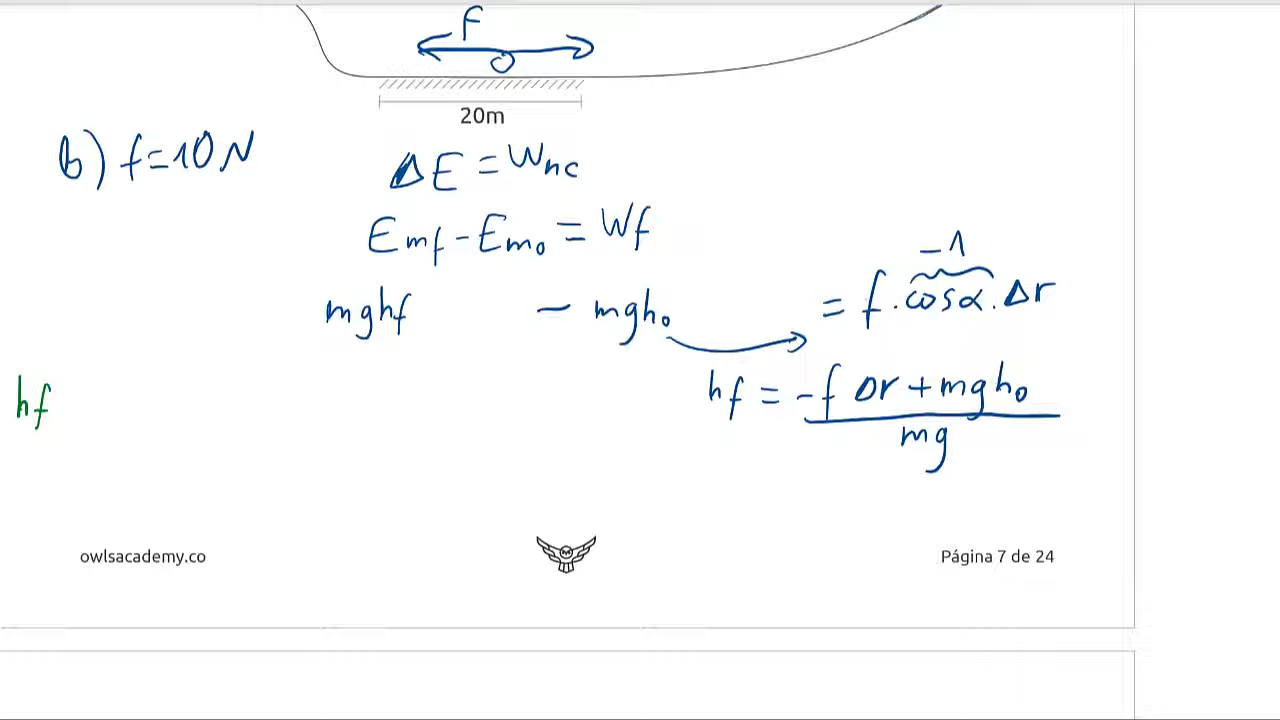 F
20m
b) f=10N
ΔE = Wnc
Emf - Emo = Wf
-1
mghf - mgho = f. cosα. Δr
hf = -f Δr + mgho
mg
hf
owlsacademy.co
Página 7 de 24